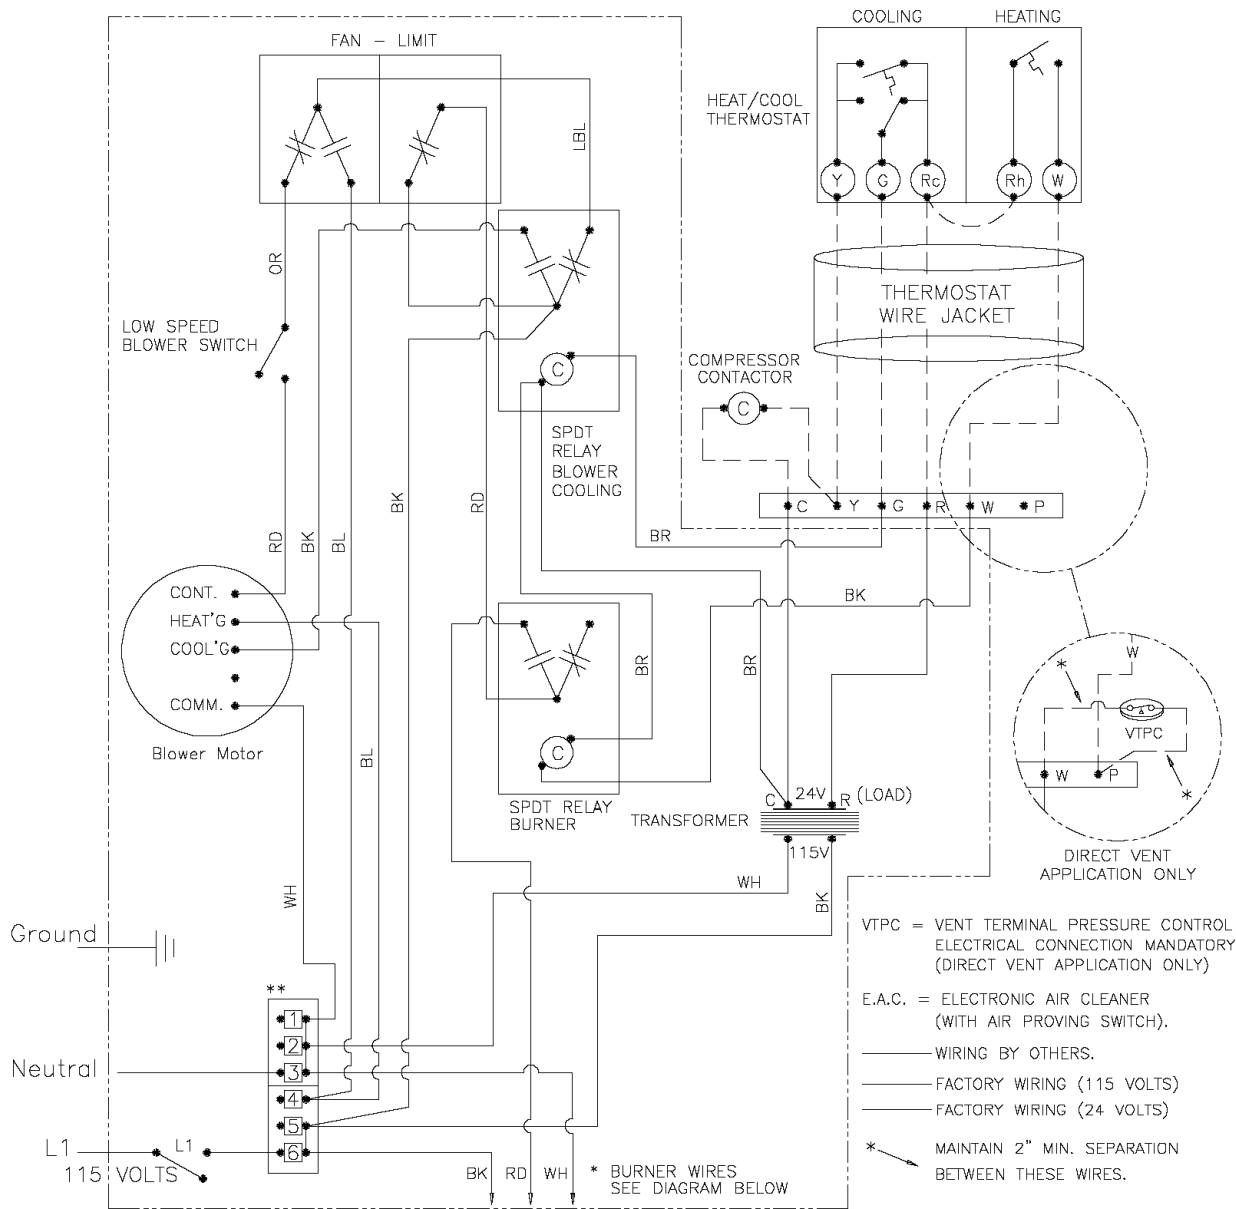 COOLING
HEATING
FAN – LIMIT
HEAT/COOL
THERMOSTAT
Y
G
Rc
Rh
W
LBL
OR
THERMOSTAT
WIRE JACKET
LOW SPEED
BLOWER SWITCH
COMPRESSOR
CONTACTOR
C
C
SPDT
RELAY
BLOWER
COOLING
BK
RD
C Y G R W P
RD
BK
BL
BR
BK
CONT.
HEAT'G
COOL'G
COMM.
Blower Motor
BR
BR
C
BL
SPDT RELAY
BURNER
TRANSFORMER
C 24V R (LOAD)
115V
*
W
VTPC
W P
*
DIRECT VENT
APPLICATION ONLY
WH
WH
BK
VTPC = VENT TERMINAL PRESSURE CONTROL
ELECTRICAL CONNECTION MANDATORY
(DIRECT VENT APPLICATION ONLY)
E.A.C. = ELECTRONIC AIR CLEANER
(WITH AIR PROVING SWITCH).
WIRING BY OTHERS.
FACTORY WIRING (115 VOLTS)
FACTORY WIRING (24 VOLTS)
* MAINTAIN 2" MIN. SEPARATION
BETWEEN THESE WIRES.
Ground
**
1
2
3
4
5
6
Neutral
L1
L1
115 VOLTS
BK
RD
WH
* BURNER WIRES
SEE DIAGRAM BELOW